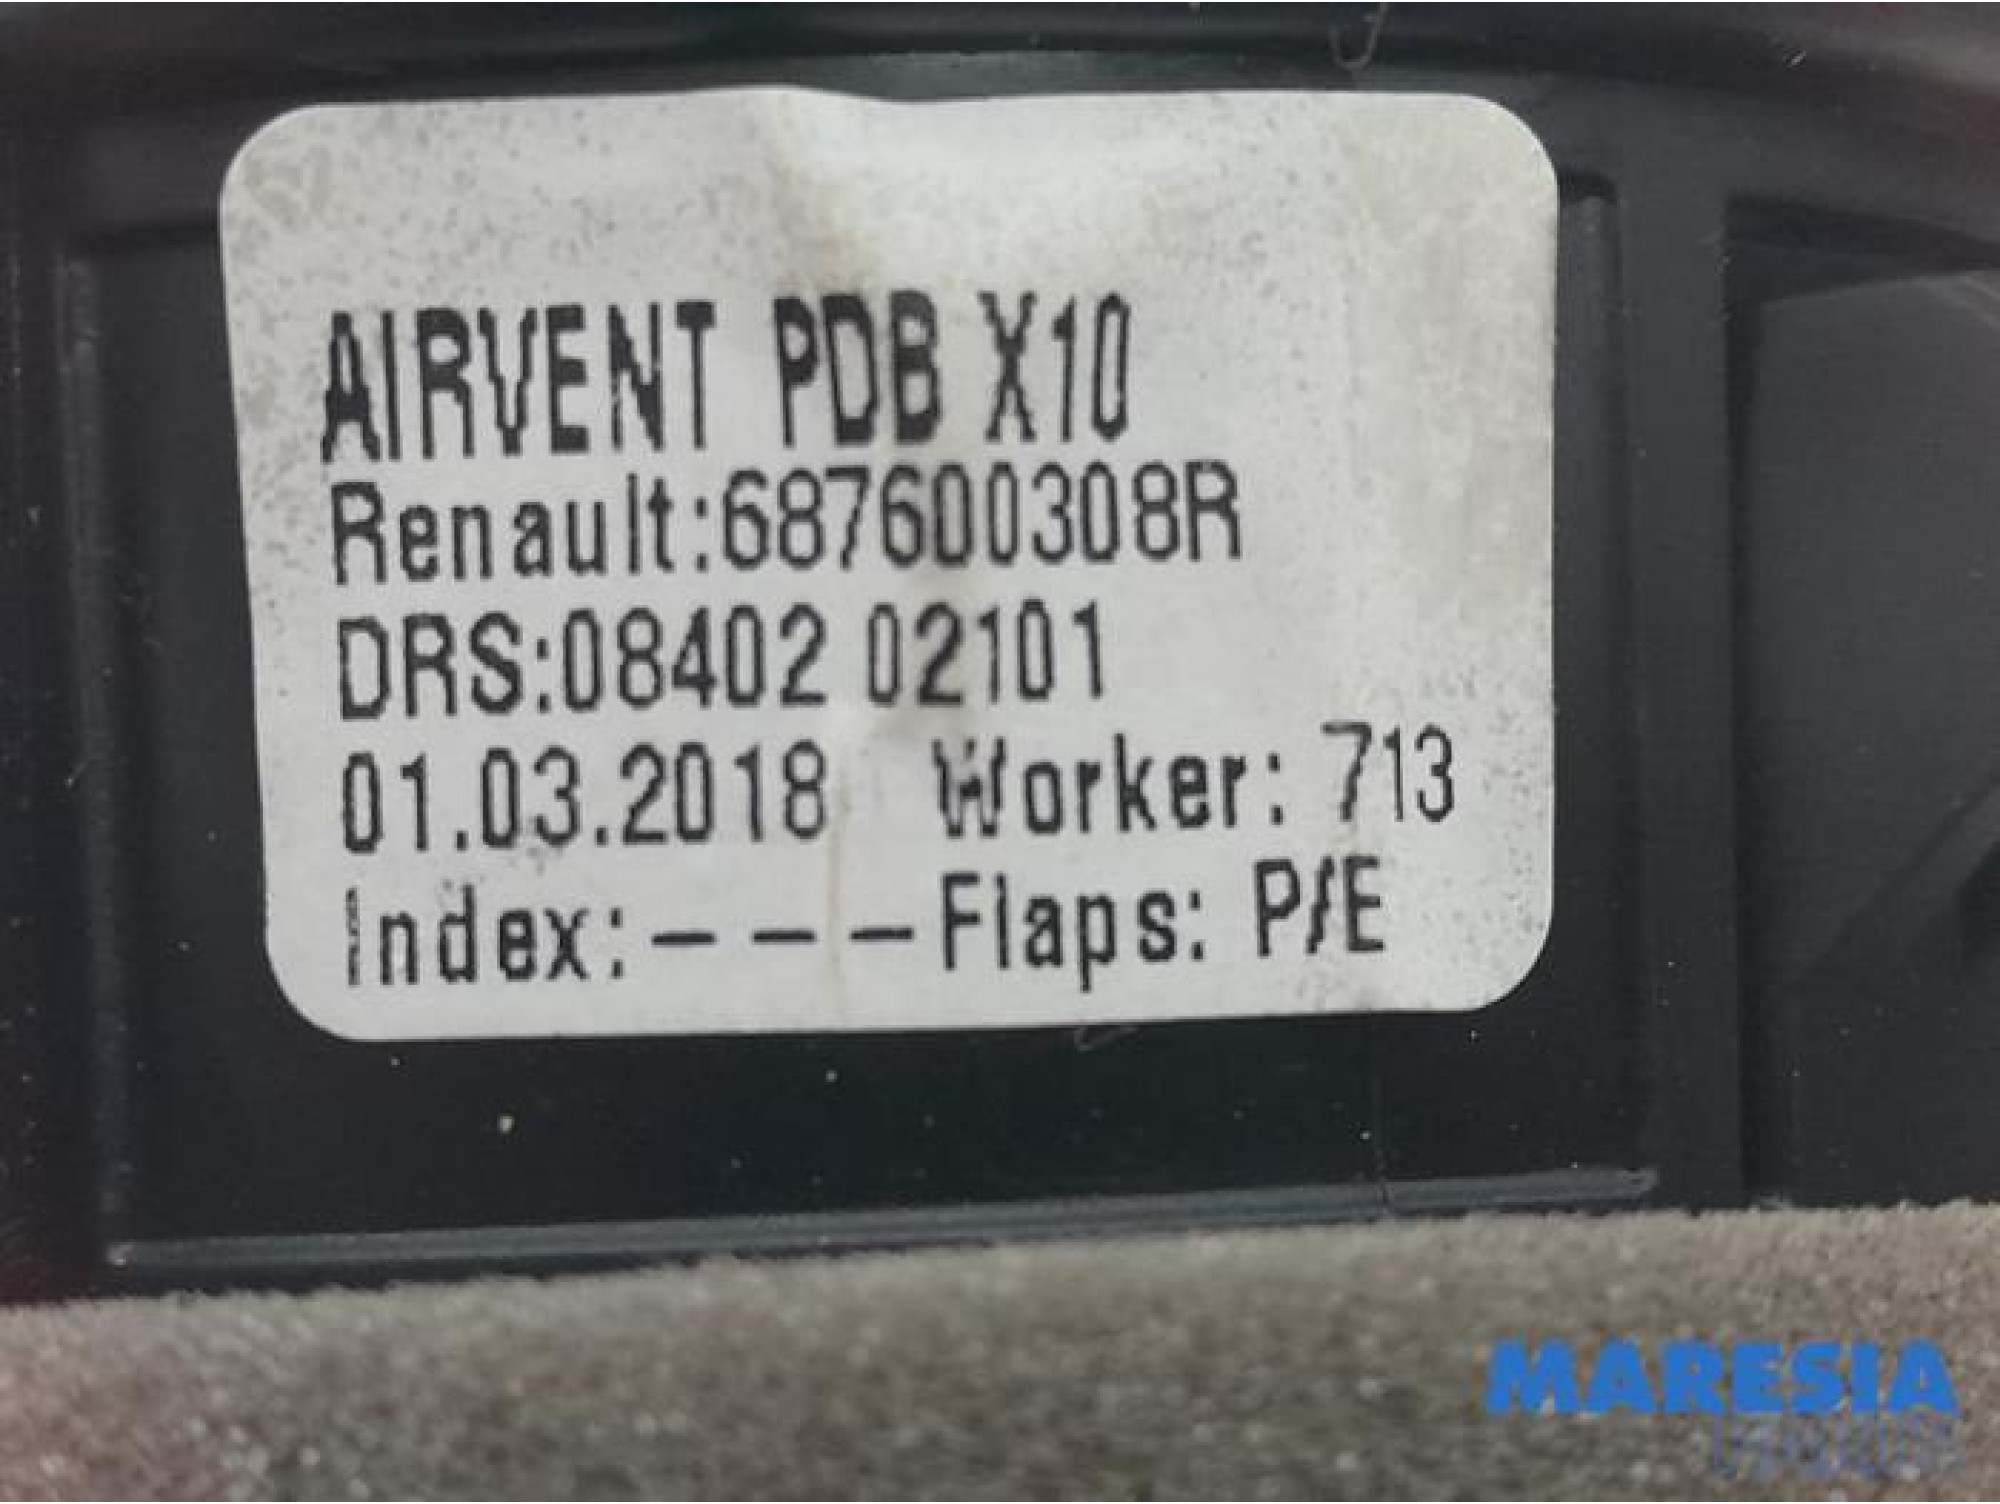 AIRVENT PDB X10
Renault:687600308R
DRS:08402 02101
01.03.2018 Worker: 713
Index:- - -Flaps: P/E
MARESIA